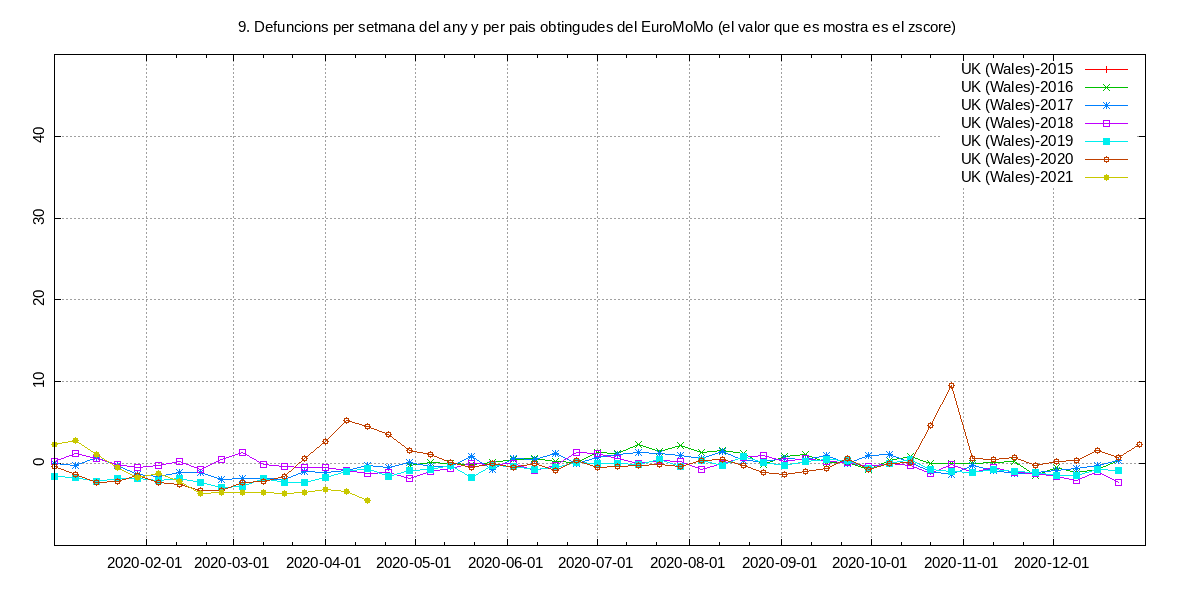 9. Defuncions per setmana del any y per pais obtingudes del EuroMoMo (el valor que es mostra es el zscore)
UK (Wales)-2015
UK (Wales)-2016
UK (Wales)-2017
UK (Wales)-2018
UK (Wales)-2019
UK (Wales)-2020
UK (Wales)-2021
40
30
20
10
0
2020-02-01 2020-03-01 2020-04-01 2020-05-01 2020-06-01 2020-07-01 2020-08-01 2020-09-01 2020-10-01 2020-11-01 2020-12-01